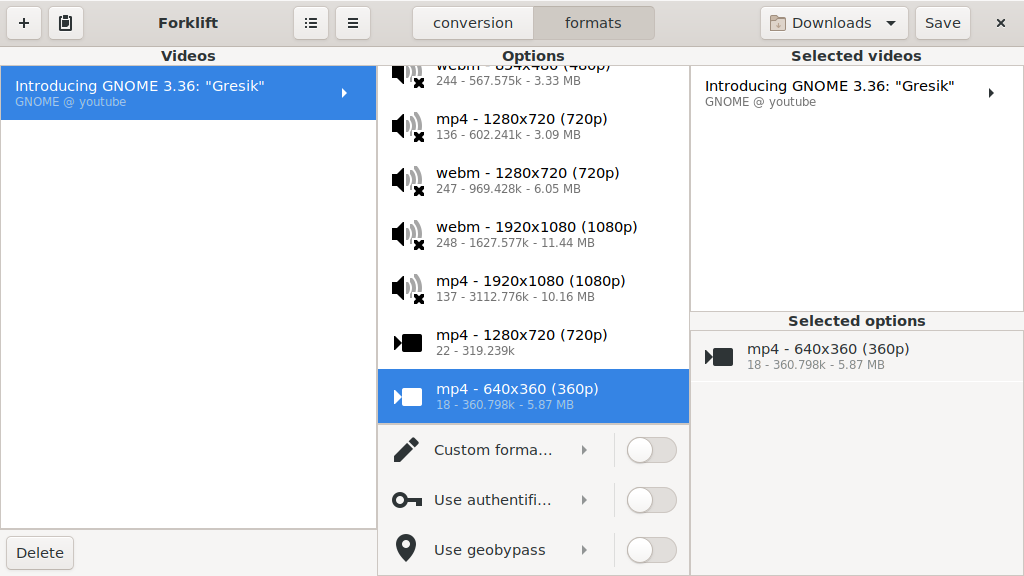 Forklift
conversion
formats
Downloads
Save
Videos
Options
Selected videos
Introducing GNOME 3.36: "Gresik"
GNOME @ youtube
244 - 567.575k - 3.33 MB
mp4 - 1280x720 (720p)
136 - 602.241k - 3.09 MB
webm - 1280x720 (720p)
247 - 969.428k - 6.05 MB
webm - 1920x1080 (1080p)
248 - 1627.577k - 11.44 MB
mp4 - 1920x1080 (1080p)
137 - 3112.776k - 10.16 MB
mp4 - 1280x720 (720p)
22 - 319.239k
mp4 - 640x360 (360p)
18 - 360.798k - 5.87 MB
Custom forma…
Use authentifi…
Use geobypass
Introducing GNOME 3.36: "Gresik"
GNOME @ youtube
Selected options
mp4 - 640x360 (360p)
18 - 360.798k - 5.87 MB
Delete